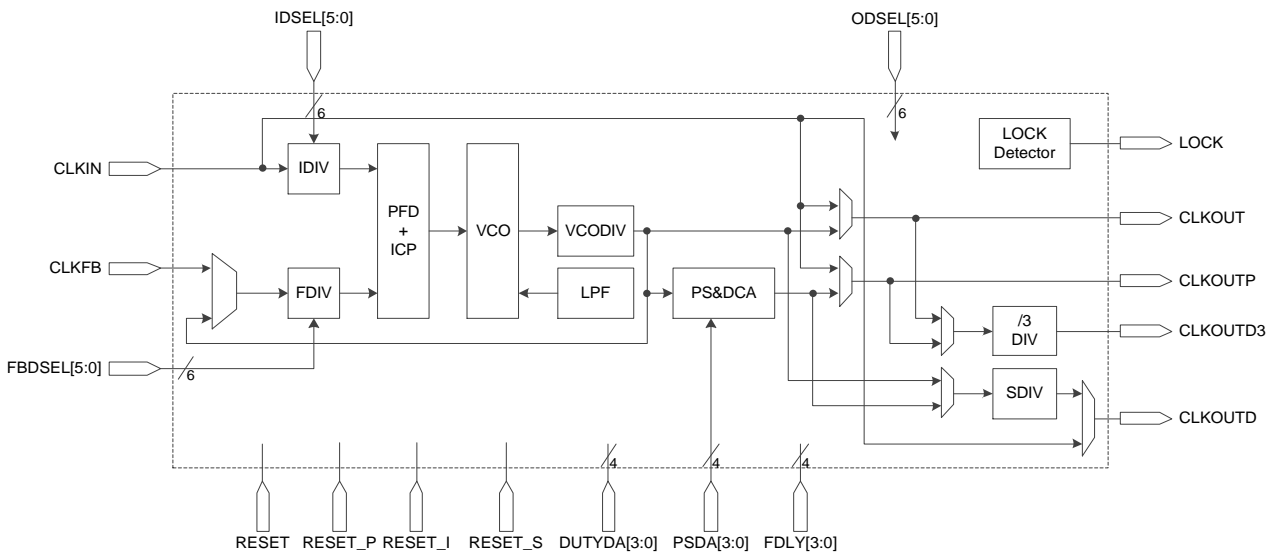 IDSEL[5:0]
ODSEL[5:0]
6
6
LOCK
Detector
LOCK
CLKIN
IDIV
PFD
+
ICP
VCO
VCODIV
CLKOUT
CLKFB
FDIV
LPF
PS&DCA
CLKOUTP
/3
DIV
CLKOUTD3
FBDSEL[5:0]
6
SDIV
CLKOUTD
4
4
4
RESET
RESET_P
RESET_I
RESET_S
DUTYDA[3:0]
PSDA[3:0]
FDLY[3:0]